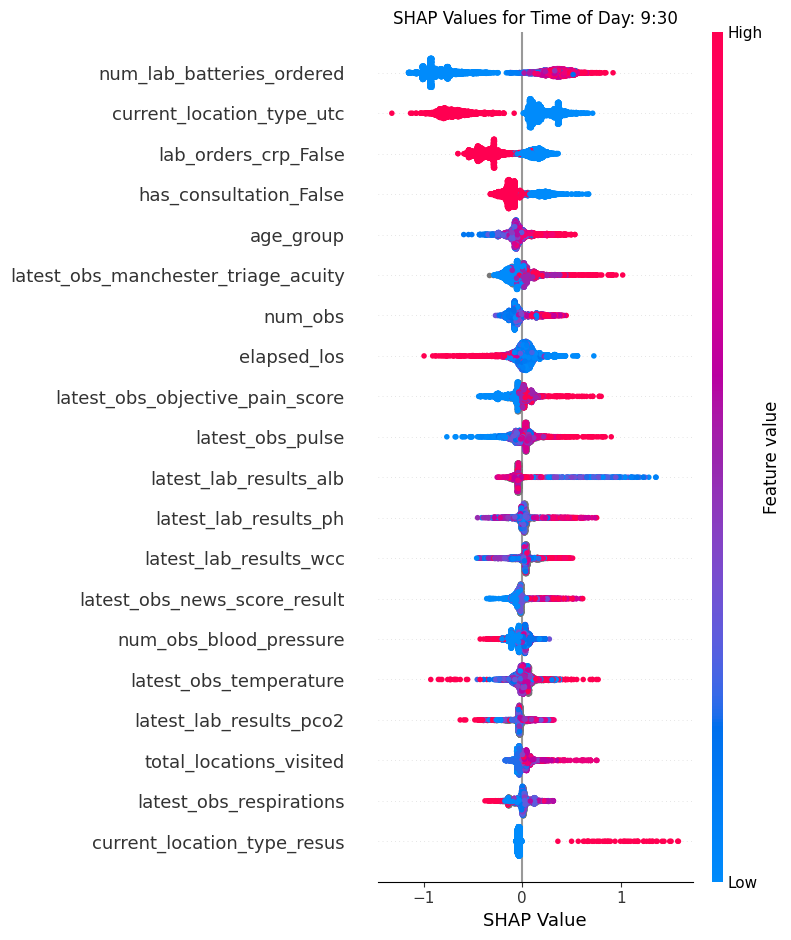 SHAP Values for Time of Day: 9:30
High
num_lab_batteries_ordered
current_location_type_utc
lab_orders_crp_False
has_consultation_False
age_group
latest_obs_manchester_triage_acuity
num_obs
elapsed_los
latest_obs_objective_pain_score
latest_obs_pulse
latest_lab_results_alb
latest_lab_results_ph
latest_lab_results_wcc
latest_obs_news_score_result
num_obs_blood_pressure
latest_obs_temperature
latest_lab_results_pco2
total_locations_visited
latest_obs_respirations
current_location_type_resus
Feature value
Low
−1 0 1
SHAP Value